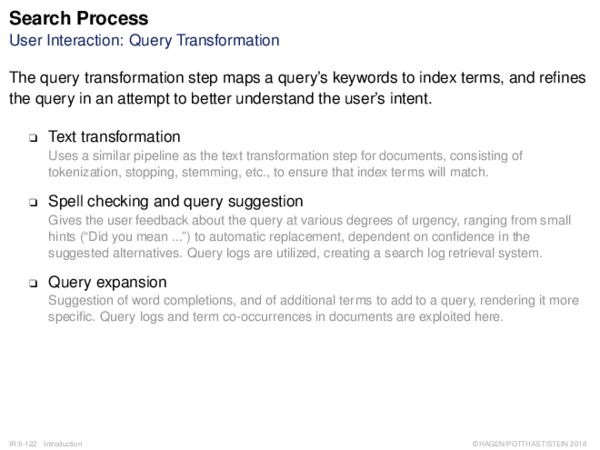 Search Process
User Interaction: Query Transformation
The query transformation step maps a query's keywords to index terms, and refines
the query in an attempt to better understand the user's intent.
❑ Text transformation
Uses a similar pipeline as the text transformation step for documents, consisting of
tokenization, stopping, stemming, etc., to ensure that index terms will match.
❑ Spell checking and query suggestion
Gives the user feedback about the query at various degrees of urgency, ranging from small
hints (“Did you mean ...”) to automatic replacement, dependent on confidence in the
suggested alternatives. Query logs are utilized, creating a search log retrieval system.
❑ Query expansion
Suggestion of word completions, and of additional terms to add to a query, rendering it more
specific. Query logs and term co-occurrences in documents are exploited here.
IR:II-122 Introduction ©HAGEN/POTTHAST/STEIN 2018